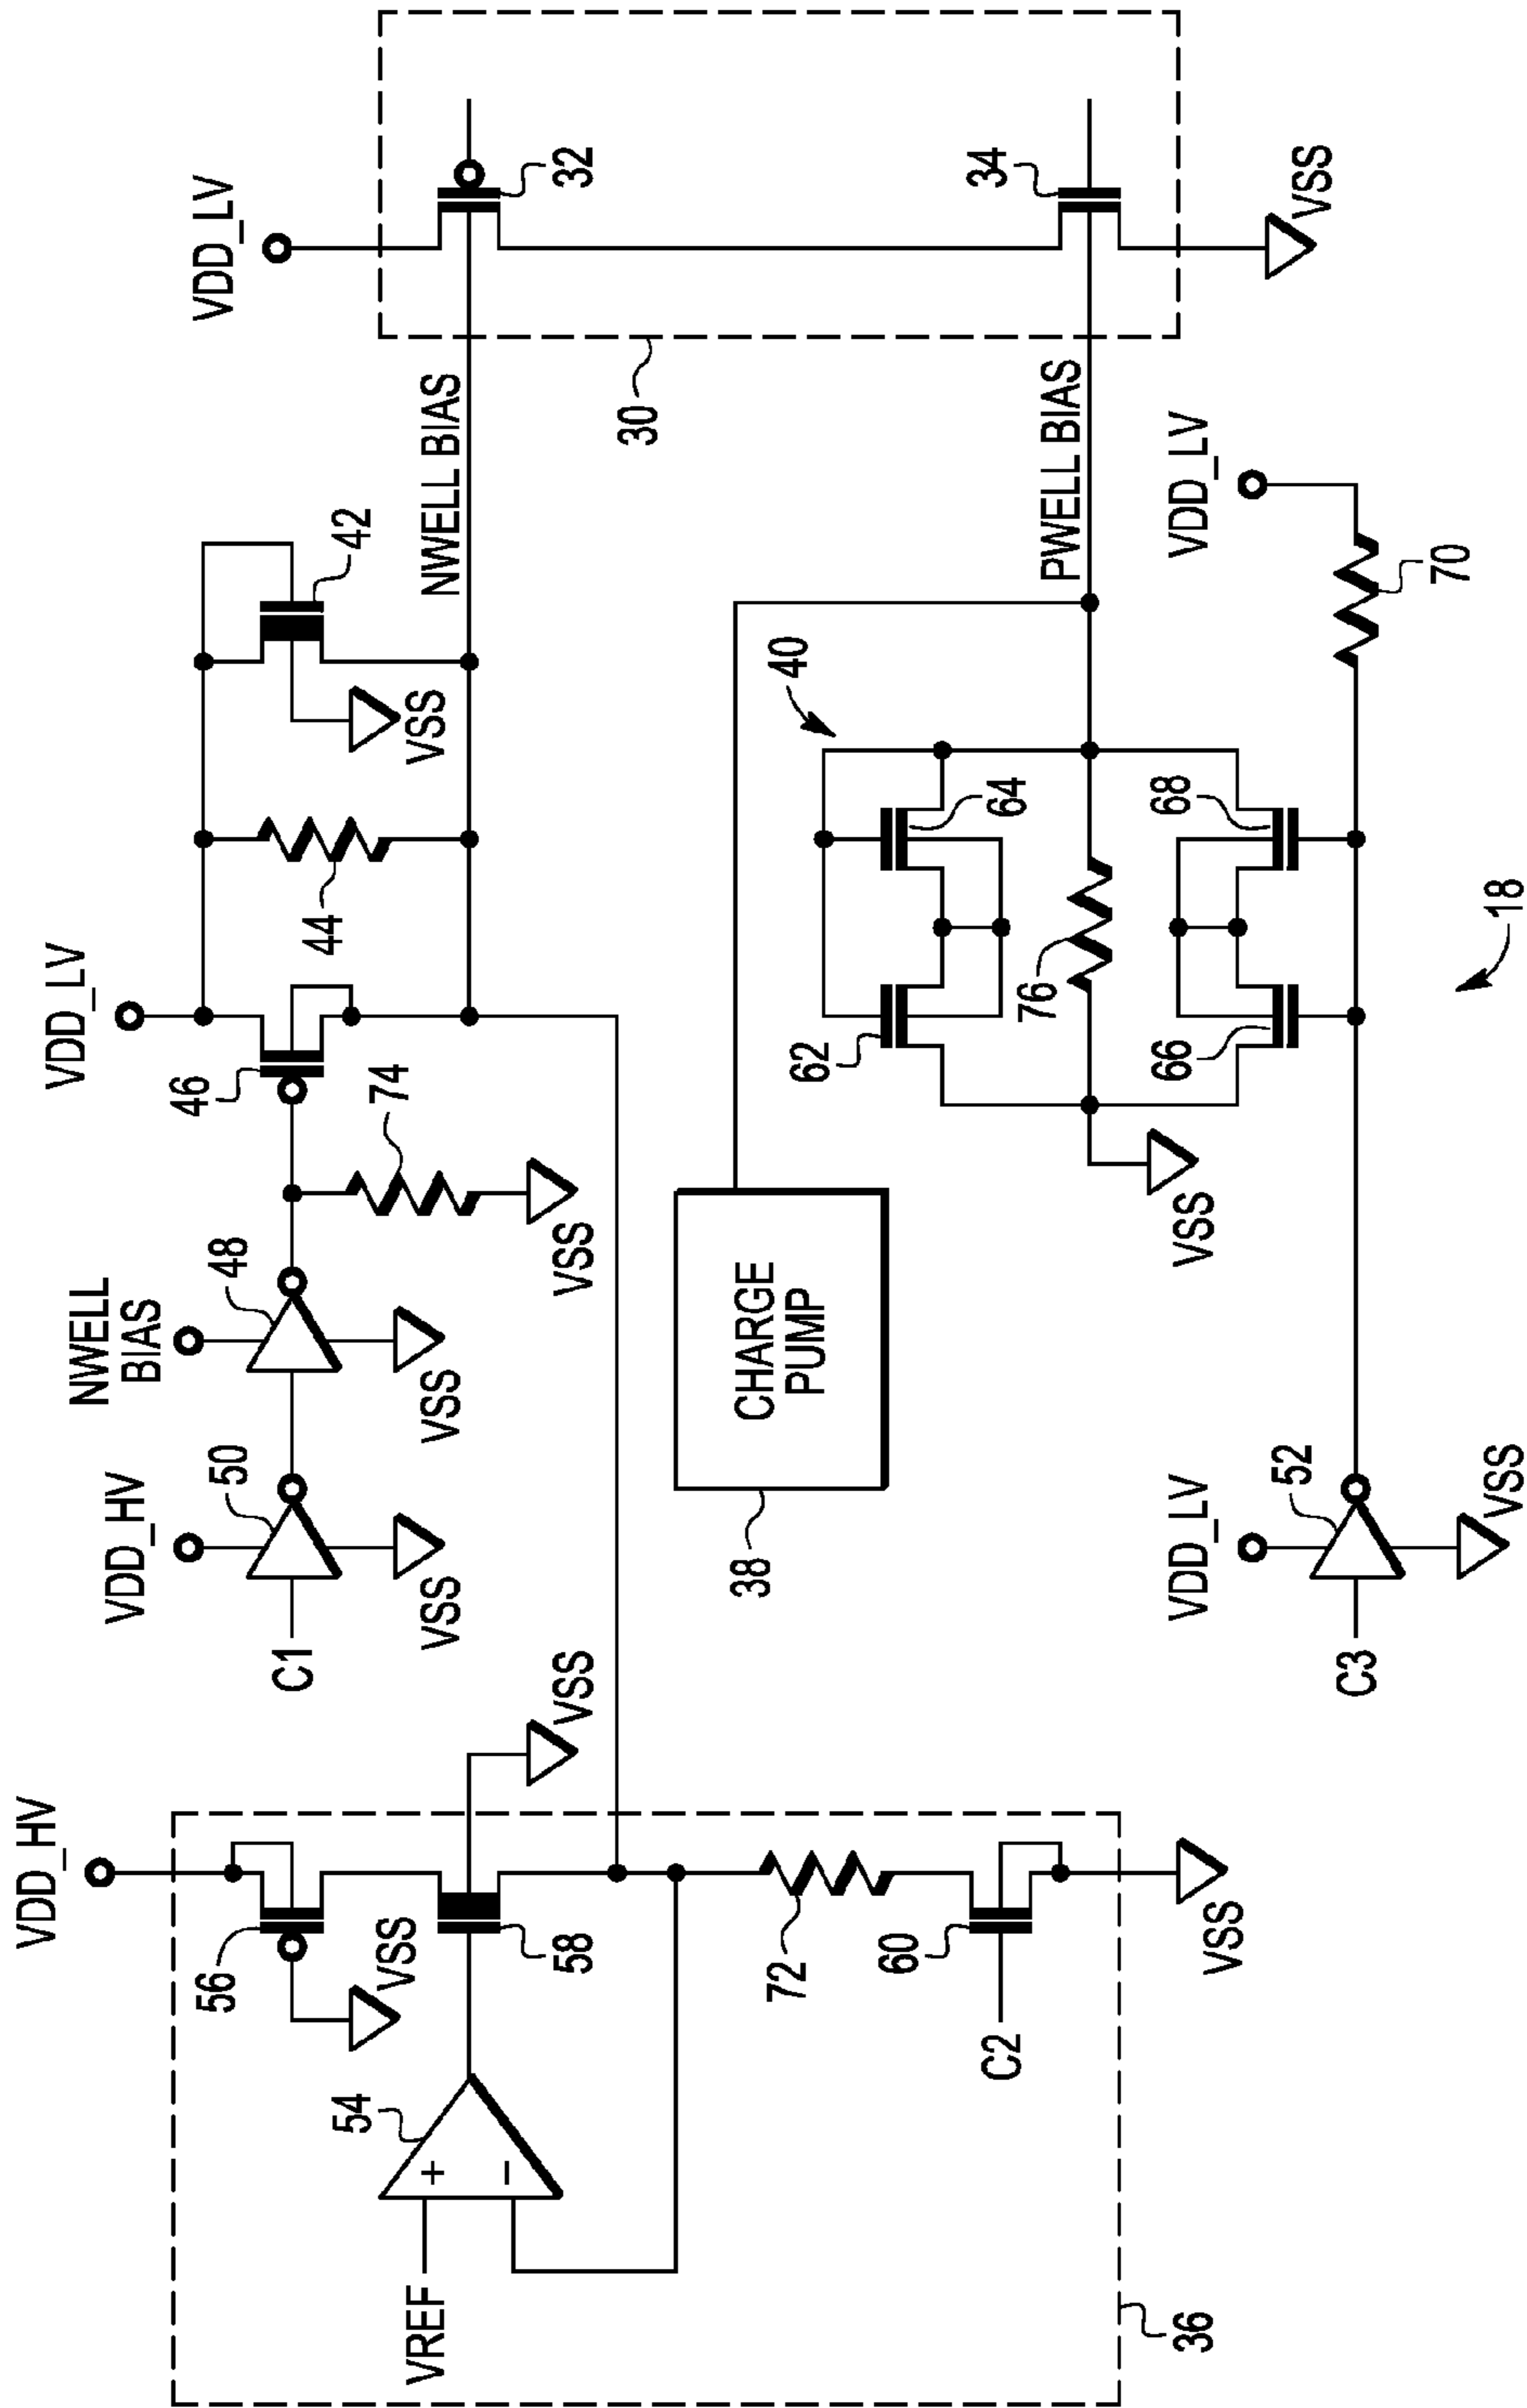 VDD_HV
VREF
+
−
54
56
VSS
58
VSS
72
60
C2
VSS
36
C1
VDD_HV
50
VSS
NWELL
BIAS
48
VSS
74
VSS
VDD_LV
46
44
42
VSS
NWELL BIAS
VDD_LV
32
30
34
VSS
CHARGE
PUMP
38
40
62
64
76
VSS
66
68
PWELL BIAS
VDD_LV
70
C3
VDD_LV
52
VSS
18